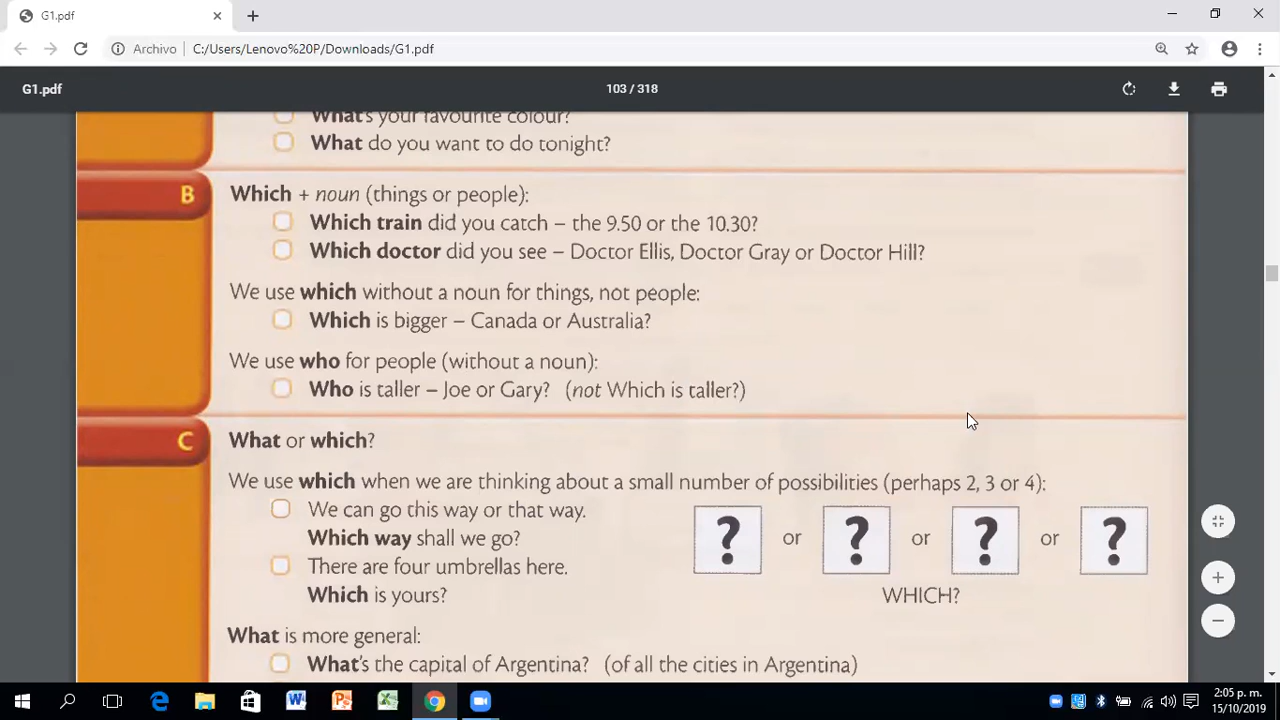 G1.pdf
Archivo
C:/Users/Lenovo%20P/Downloads/G1.pdf
G1.pdf
103 / 318
What's your favourite colour?
What do you want to do tonight?
B
Which + noun (things or people):
Which train did you catch – the 9.50 or the 10.30?
Which doctor did you see – Doctor Ellis, Doctor Gray or Doctor Hill?
We use which without a noun for things, not people:
Which is bigger – Canada or Australia?
We use who for people (without a noun):
Who is taller – Joe or Gary? (not Which is taller?)
C
What or which?
We use which when we are thinking about a small number of possibilities (perhaps 2, 3 or 4):
We can go this way or that way.
Which way shall we go?
There are four umbrellas here.
Which is yours?
? or ? or ? or ?
WHICH?
What is more general:
What's the capital of Argentina? (of all the cities in Argentina)
2:05 p. m.
15/10/2019